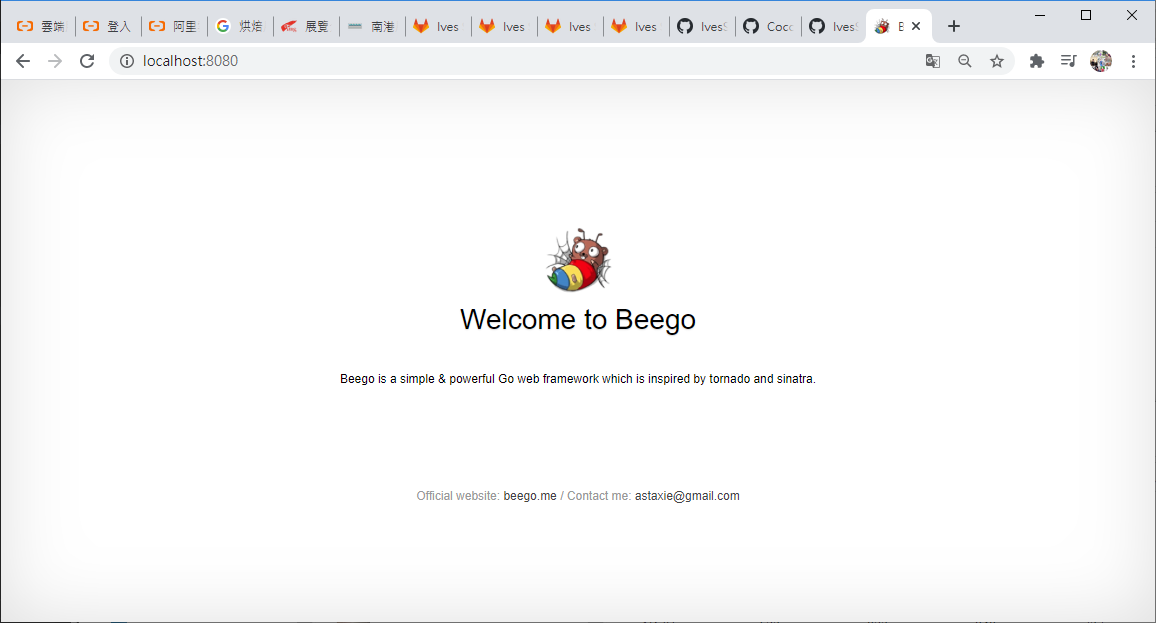 雲端
登入
阿里
烘焙
展覽
南港
Ives
Ives
Ives
Ives
Ives
Coco
Ives
localhost:8080
Welcome to Beego
Beego is a simple & powerful Go web framework which is inspired by tornado and sinatra.
Official website: beego.me / Contact me: astaxie@gmail.com